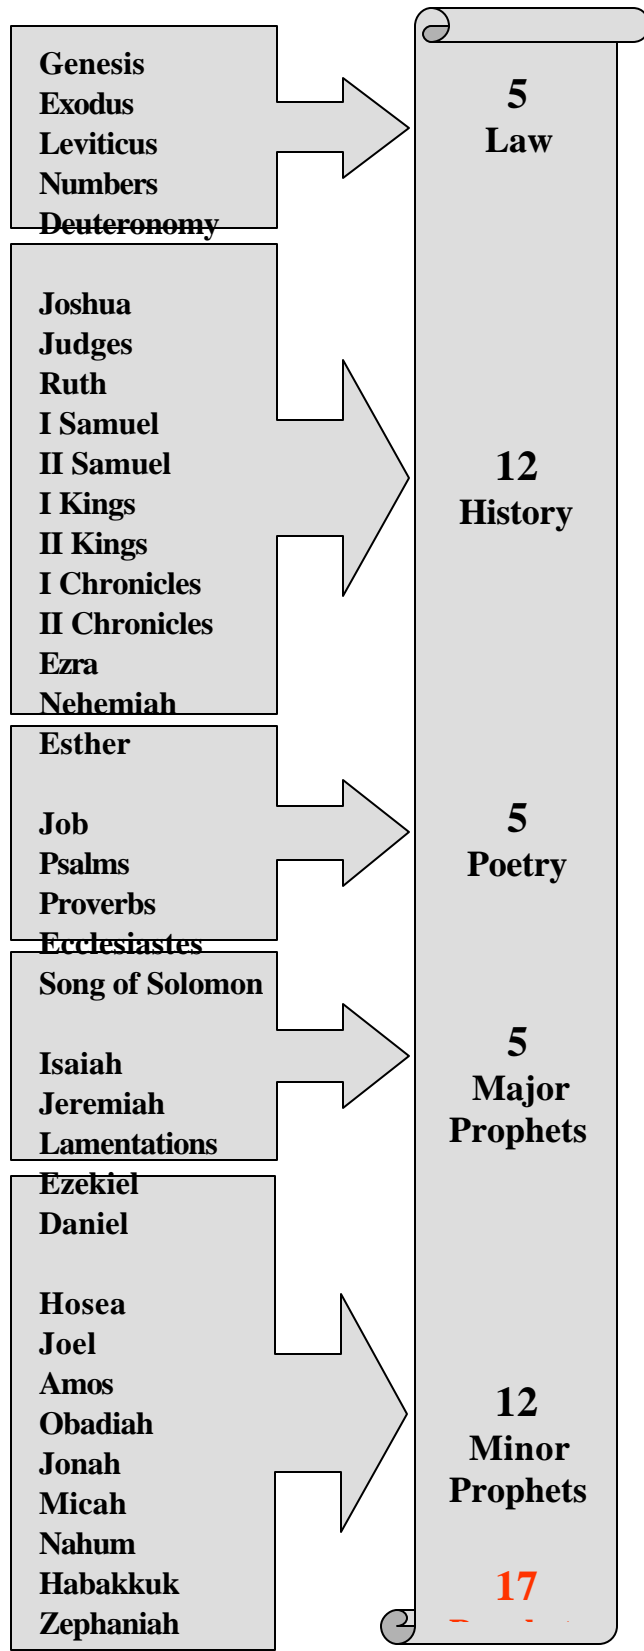 Genesis
Exodus
Leviticus
Numbers
Deuteronomy
5
Law
Joshua
Judges
Ruth
I Samuel
II Samuel
I Kings
II Kings
I Chronicles
II Chronicles
Ezra
Nehemiah
Esther
12
History
Job
Psalms
Proverbs
Ecclesiastes
Song of Solomon
5
Poetry
Isaiah
Jeremiah
Lamentations
Ezekiel
Daniel
5
Major
Prophets
Hosea
Joel
Amos
Obadiah
Jonah
Micah
Nahum
Habakkuk
Zephaniah
12
Minor
Prophets
17